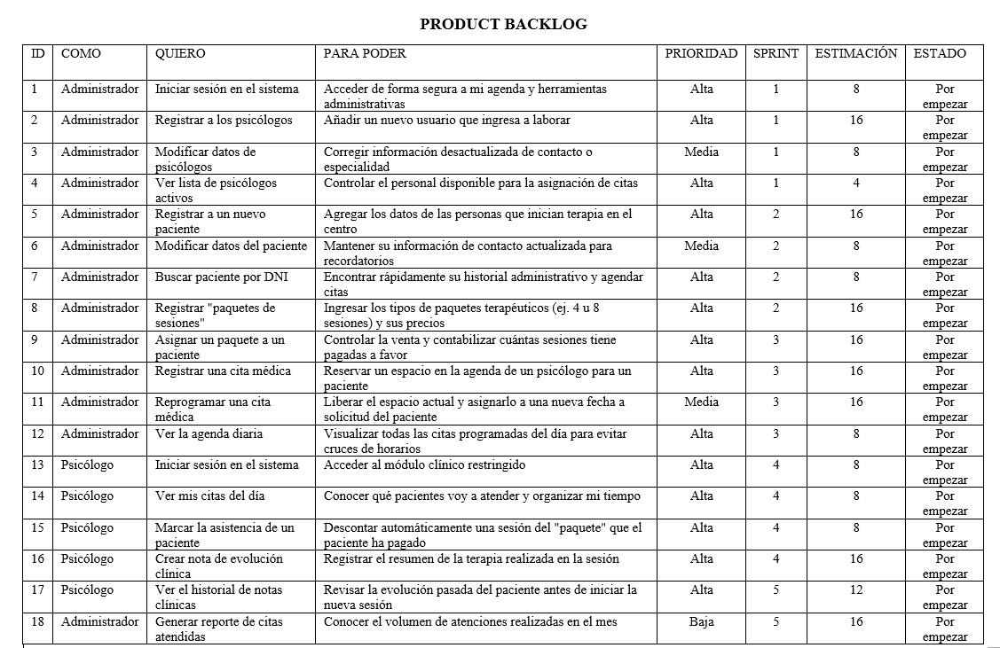 PRODUCT BACKLOG
ID COMO QUIERO PARA PODER PRIORIDAD SPRINT ESTIMACIÓN ESTADO
1 Administrador Iniciar sesión en el sistema Acceder de forma segura a mi agenda y herramientas Alta 1 8 Por
administrativas empezar
2 Administrador Registrar a los psicólogos Añadir un nuevo usuario que ingresa a laborar Alta 1 16 Por
empezar
3 Administrador Modificar datos de Corregir información desactualizada de contacto o Media 1 8 Por
psicólogos especialidad empezar
4 Administrador Ver lista de psicólogos Controlar el personal disponible para la asignación de citas Alta 1 4 Por
activos empezar
5 Administrador Registrar a un nuevo Agregar los datos de las personas que inician terapia en el Alta 2 16 Por
paciente centro empezar
6 Administrador Modificar datos del paciente Mantener su información de contacto actualizada para Media 2 8 Por
recordatorios empezar
7 Administrador Buscar paciente por DNI Encontrar rápidamente su historial administrativo y agendar Alta 2 8 Por
citas empezar
8 Administrador Registrar "paquetes de Ingresar los tipos de paquetes terapéuticos (ej. 4 u 8 Alta 2 16 Por
sesiones" sesiones) y sus precios empezar
9 Administrador Asignar un paquete a un Controlar la venta y contabilizar cuántas sesiones tiene Alta 3 16 Por
paciente pagadas a favor empezar
10 Administrador Registrar una cita médica Reservar un espacio en la agenda de un psicólogo para un Alta 3 16 Por
paciente empezar
11 Administrador Reprogramar una cita Liberar el espacio actual y asignarlo a una nueva fecha a Media 3 16 Por
médica solicitud del paciente empezar
12 Administrador Ver la agenda diaria Visualizar todas las citas programadas del día para evitar Alta 3 8 Por
cruces de horarios empezar
13 Psicólogo Iniciar sesión en el sistema Acceder al módulo clínico restringido Alta 4 8 Por
empezar
14 Psicólogo Ver mis citas del día Conocer qué pacientes voy a atender y organizar mi tiempo Alta 4 8 Por
empezar
15 Psicólogo Marcar la asistencia de un Descontar automáticamente una sesión del "paquete" que el Alta 4 8 Por
paciente paciente ha pagado empezar
16 Psicólogo Crear nota de evolución Registrar el resumen de la terapia realizada en la sesión Alta 4 16 Por
clínica empezar
17 Psicólogo Ver el historial de notas Revisar la evolución pasada del paciente antes de iniciar la Alta 5 12 Por
clínicas nueva sesión empezar
18 Administrador Generar reporte de citas Conocer el volumen de atenciones realizadas en el mes Baja 5 16 Por
atendidas empezar